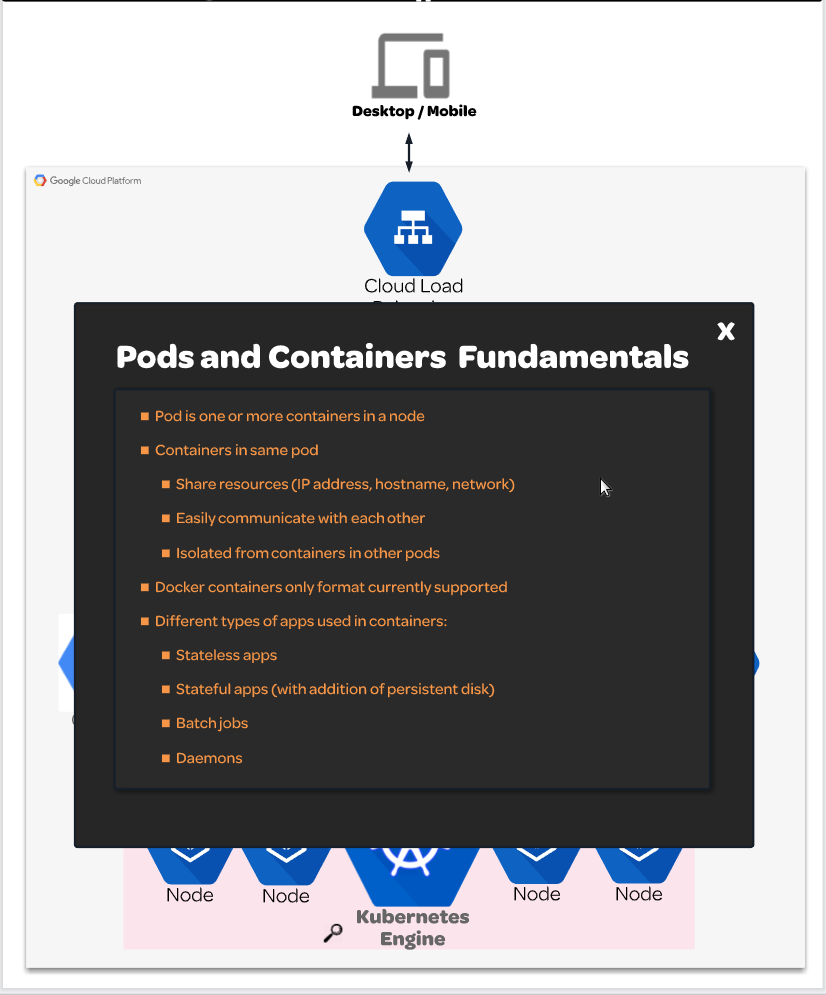 Desktop / Mobile
Google Cloud Platform
Cloud Load
Pods and Containers Fundamentals
X
Pod is one or more containers in a node
Containers in same pod
Share resources (IP address, hostname, network)
Easily communicate with each other
Isolated from containers in other pods
Docker containers only format currently supported
Different types of apps used in containers:
Stateless apps
Stateful apps (with addition of persistent disk)
Batch jobs
Daemons
Node
Node
Node
Node
Kubernetes
Engine